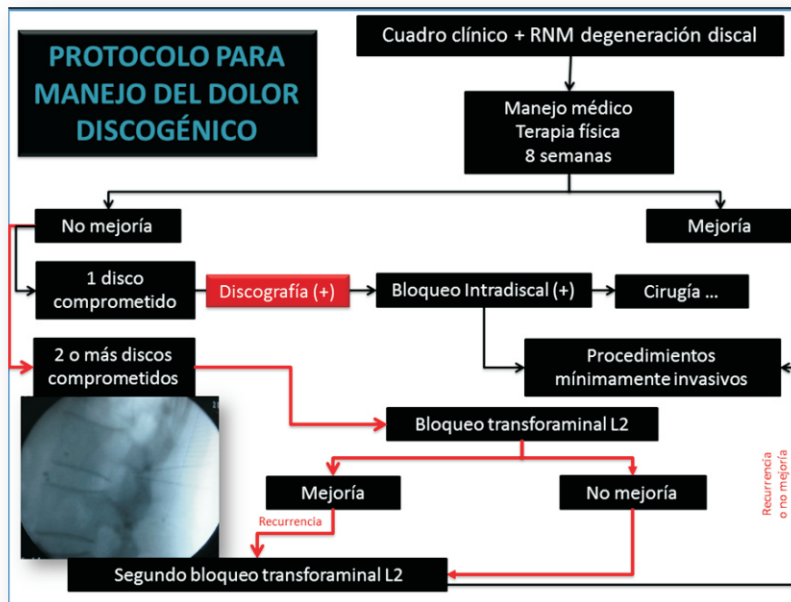 PROTOCOLO PARA
MANEJO DEL DOLOR
DISCOGÉNICO
Cuadro clínico + RNM degeneración discal
Manejo médico
Terapia física
8 semanas
No mejoría
Mejoría
1 disco
comprometido
Discografía (+)
Bloqueo Intradiscal (+)
Cirugía ...
2 o más discos
comprometidos
Procedimientos
mínimamente invasivos
Bloqueo transforaminal L2
Mejoría
No mejoría
Recurrencia
Recurrencia
o no mejoría
Segundo bloqueo transforaminal L2